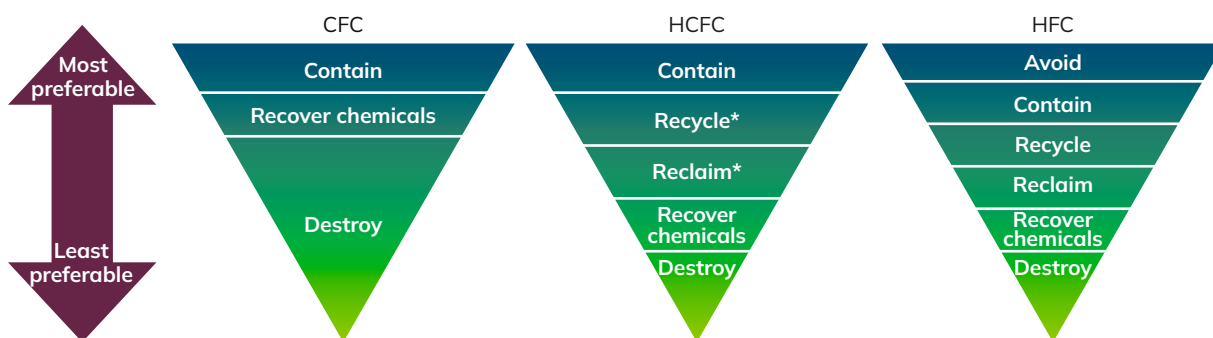 Most
preferable
Least
preferable
CFC
Contain
Recover chemicals
Destroy
HCFC
Contain
Recycle*
Reclaim*
Recover
chemicals
Destroy
HFC
Avoid
Contain
Recycle
Reclaim
Recover
chemicals
Destroy